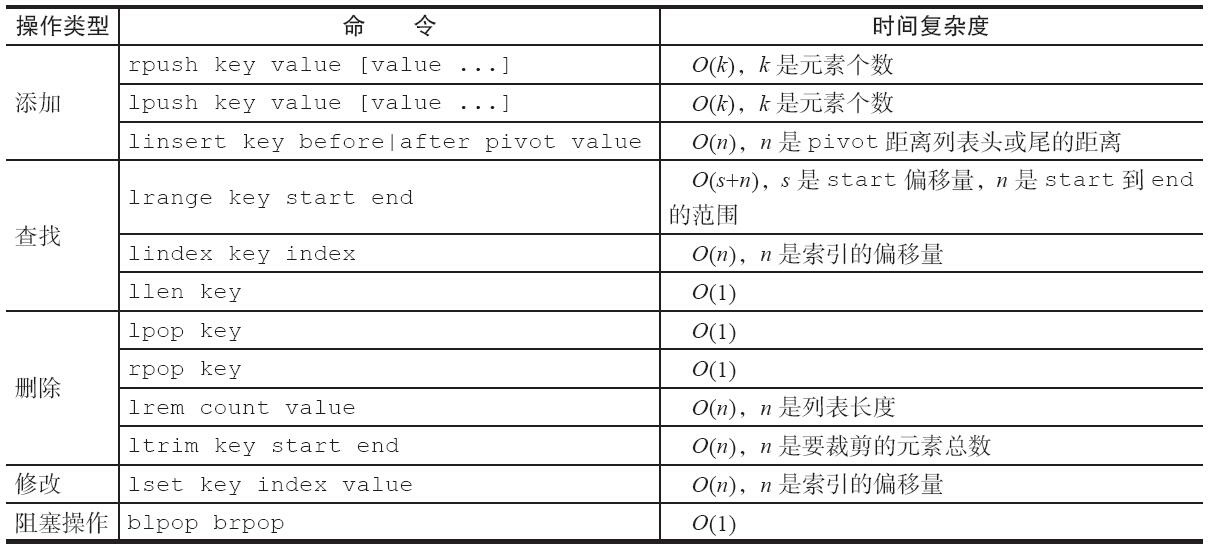 操作类型 命 令 时间复杂度
添加 rpush key value [value ...] O(k)，k 是元素个数
lpush key value [value ...] O(k)，k 是元素个数
linsert key before|after pivot value O(n)，n 是 pivot 距离列表头或尾的距离
查找 lrange key start end O(s+n)，s 是 start 偏移量，n 是 start 到 end
的范围
lindex key index O(n)，n 是索引的偏移量
llen key O(1)
删除 lpop key O(1)
rpop key O(1)
lrem count value O(n)，n 是列表长度
ltrim key start end O(n)，n 是要裁剪的元素总数
修改 lset key index value O(n)，n 是索引的偏移量
阻塞操作 blpop brpop O(1)